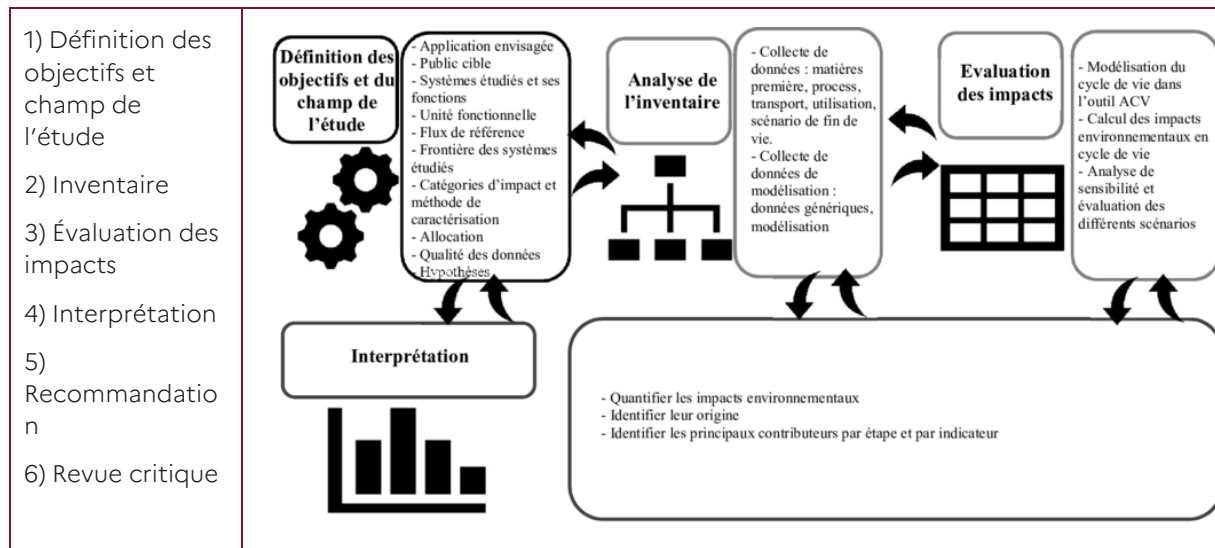 1) Définition des
objectifs et
champ de
l'étude
2) Inventaire
3) Évaluation des
impacts
4) Interprétation
5)
Recommandatio
n
6) Revue critique
Définition des
objectifs et du
champ de
l'étude
- Application envisagée
- Public cible
- Systèmes étudiés et ses
fonctions
- Unité fonctionnelle
- Flux de référence
- Frontière des systèmes
étudiés
- Catégories d'impact et
méthode de
caractérisation
- Allocation
- Qualité des données
- Hypothèses
Analyse de
l'inventaire
- Collecte de
données : matières
première, process,
transport, utilisation,
scénario de fin de
vie.
- Collecte de
données de
modélisation :
données génériques,
modélisation
Evaluation
des impacts
- Modélisation du
cycle de vie dans
l'outil ACV
- Calcul des impacts
environnementaux en
cycle de vie
- Analyse de
sensibilité et
évaluation des
différents scénarios
Interprétation
- Quantifier les impacts environnementaux
- Identifier leur origine
- Identifier les principaux contributeurs par étape et par indicateur